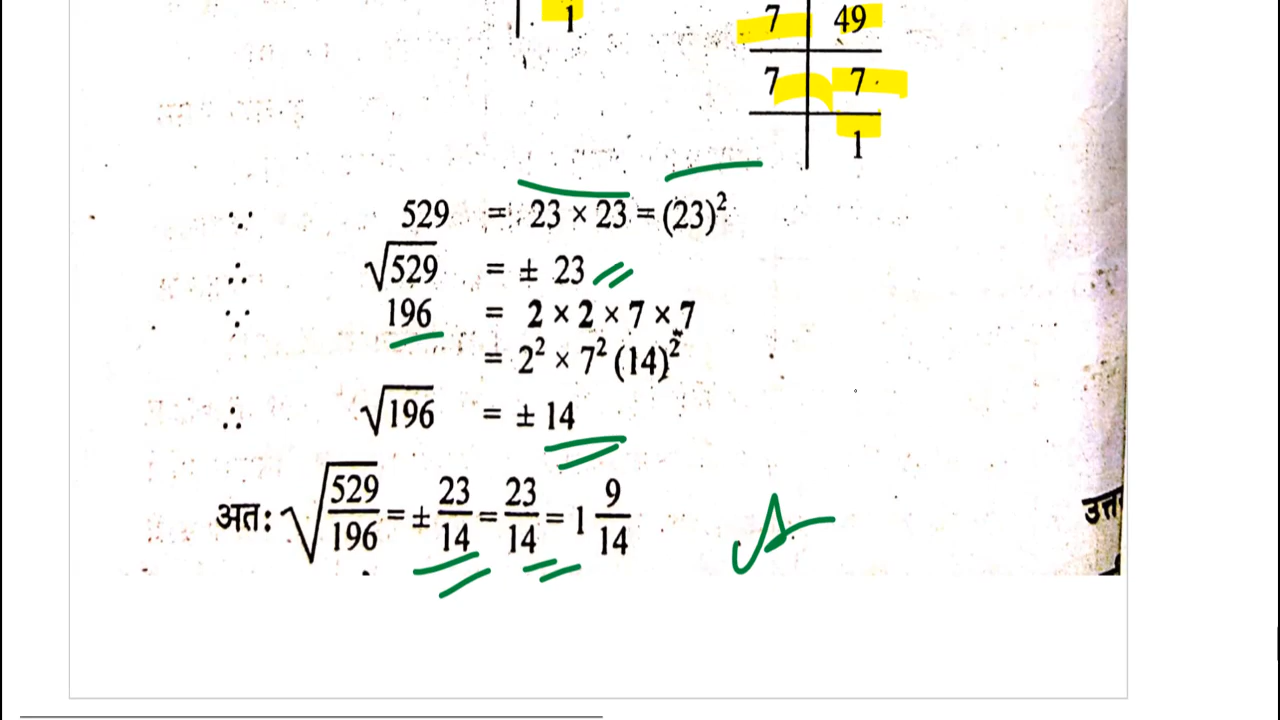 1
7 49
7 7
1
∵ 529 = 23 × 23 = (23)²
∴ √529 = ± 23
∵ 196 = 2 × 2 × 7 × 7
= 2² × 7² (14)²
∴ √196 = ± 14
अतः √529/196 = ± 23/14 = 23/14 = 1 9/14